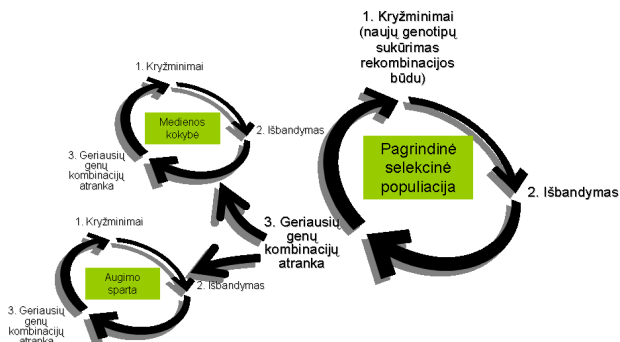 1. Kryžminimai
(naujų genotipų
sukūrimas
rekombinacijos
būdu)
Pagrindinė
selekcinė
populiacija
2. Išbandymas
3. Geriausių
genų
kombinacijų
atranka
1. Kryžminimai
Medienos
kokybė
2. Išbandymas
3. Geriausių
genų
kombinacijų
atranka
1. Kryžminimai
Augimo
sparta
2. Išbandymas
3. Geriausių
genų
kombinacijų
atranka